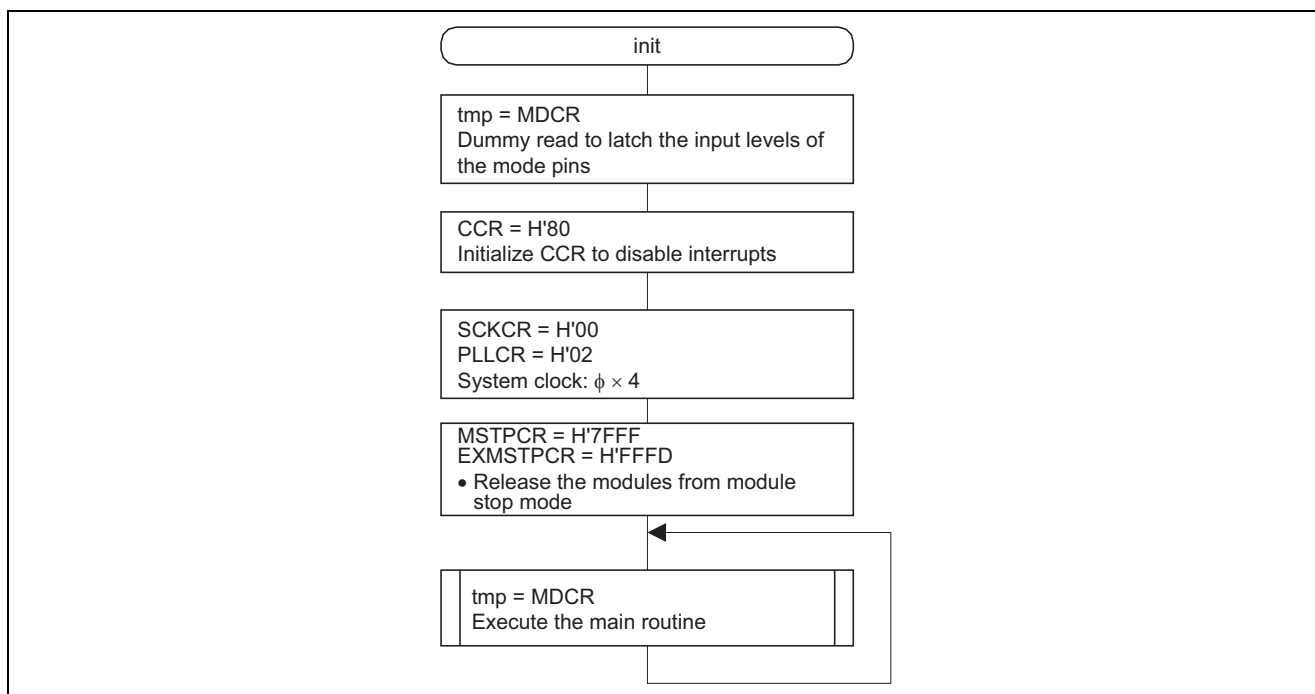 init
tmp = MDCR
Dummy read to latch the input levels of
the mode pins
CCR = H'80
Initialize CCR to disable interrupts
SCKCR = H'00
PLLCR = H'02
System clock: ϕ × 4
MSTPCR = H'7FFF
EXMSTPCR = H'FFFD
• Release the modules from module
stop mode
tmp = MDCR
Execute the main routine